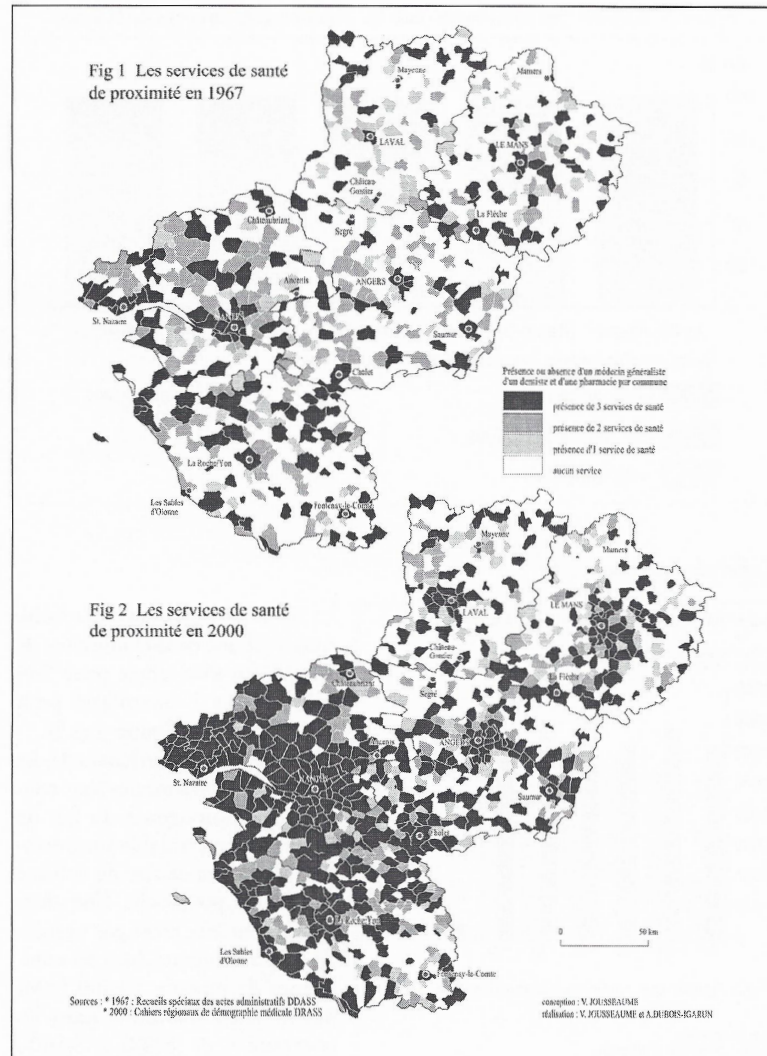 Fig 1 Les services de santé
de proximité en 1967
Mayenne
Mamers
LAVAL
LE MANS
Château-
Gontier
La Flèche
Châteaubriant
Segré
Ancenis
ANGERS
St. Nazaire
NANTES
Saumur
Cholet
Présence ou absence d'un médecin généraliste
d'un dentiste et d'une pharmacie par commune
présence de 3 services de santé
présence de 2 services de santé
présence d'1 service de santé
aucun service
La Roche/Yon
Les Sables
d'Olonne
Fontenay-le-Comte
Fig 2 Les services de santé
de proximité en 2000
Mayenne
Mamers
LAVAL
LE MANS
Château-
Gontier
La Flèche
Châteaubriant
Segré
Ancenis
ANGERS
St. Nazaire
NANTES
Saumur
Cholet
La Roche/Yon
Les Sables
d'Olonne
Fontenay-le-Comte
0 50 km
Sources : * 1967 : Recueils spéciaux des actes administratifs DDASS
* 2000 : Cahiers régionaux de démographie médicale DRASS
conception : V. JOUSSEAUME
réalisation : V. JOUSSEAUME et A.DUBOIS-IGARUN